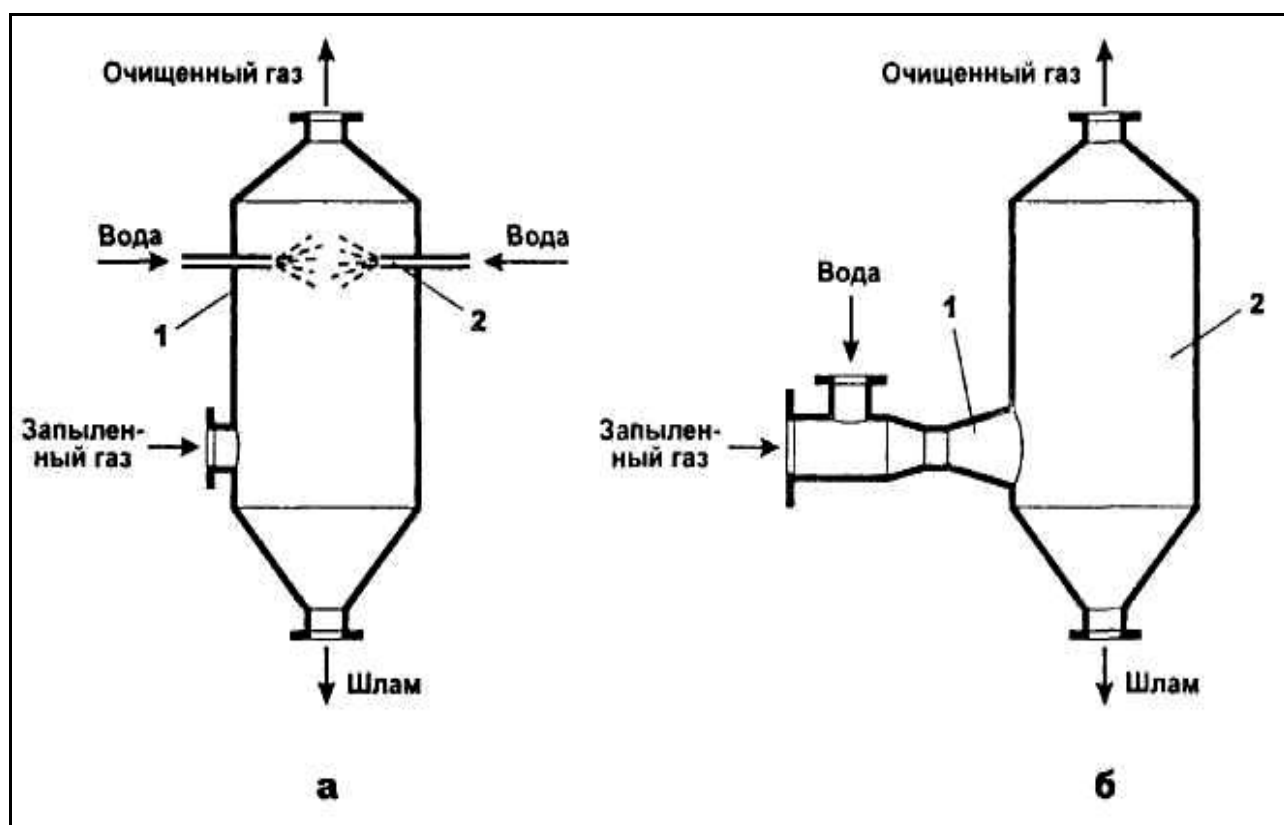 Очищенный газ
Вода
Вода
1
2
Запылен-
ный газ
Шлам
а
Очищенный газ
Вода
1
2
Запылен-
ный газ
Шлам
б